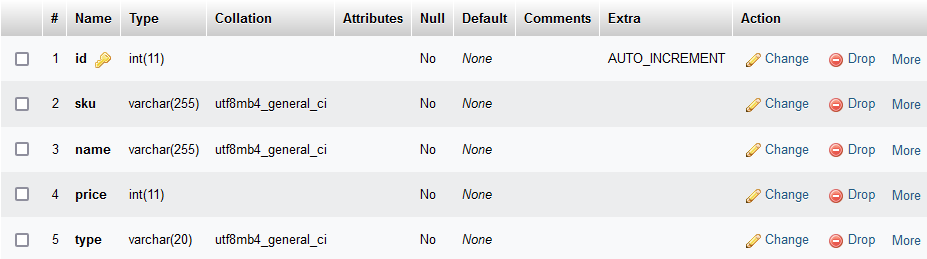 # Name Type Collation Attributes Null Default Comments Extra Action
1 id int(11) No None AUTO_INCREMENT Change Drop More
2 sku varchar(255) utf8mb4_general_ci No None Change Drop More
3 name varchar(255) utf8mb4_general_ci No None Change Drop More
4 price int(11) No None Change Drop More
5 type varchar(20) utf8mb4_general_ci No None Change Drop More